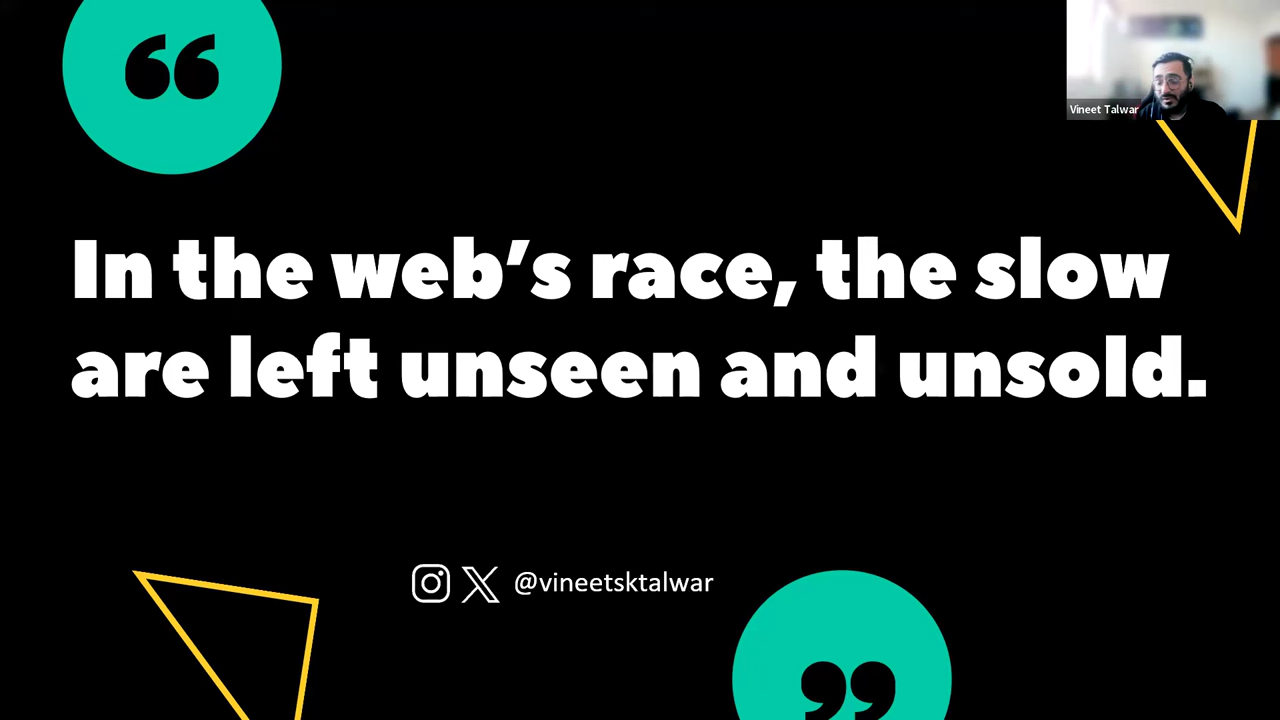 “
Vineet Talwar
In the web’s race, the slow
are left unseen and unsold.
@vineetsktalwar
”